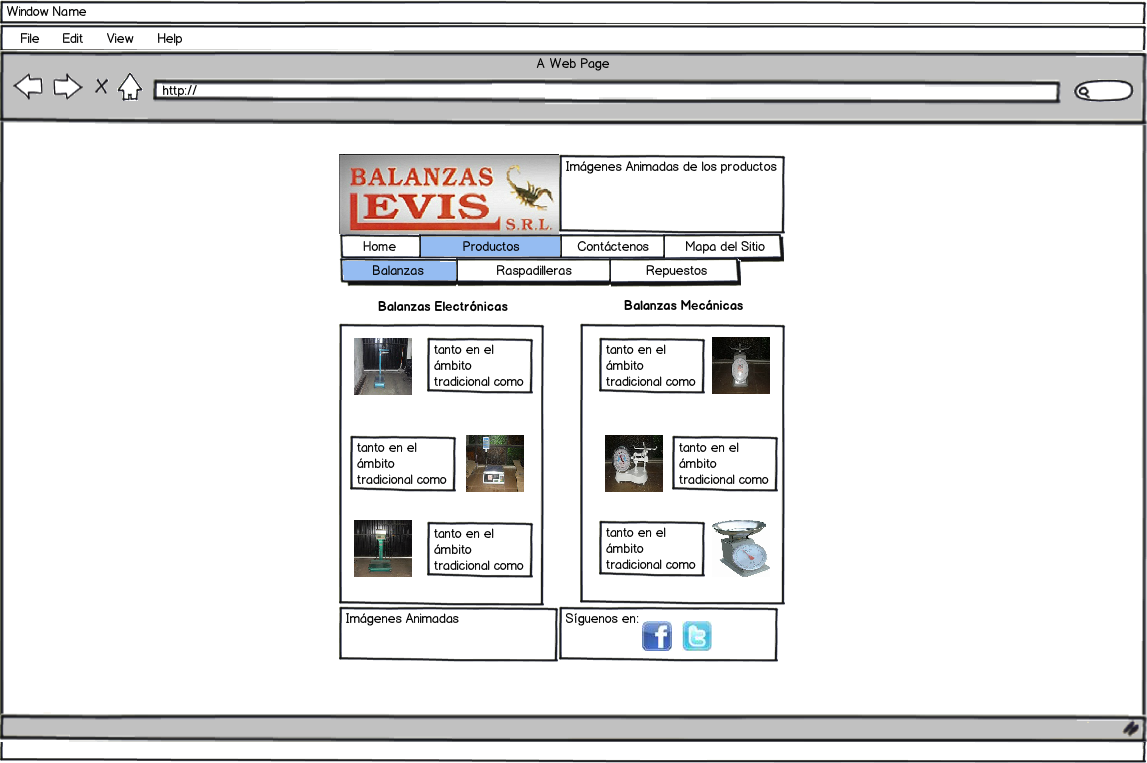 Window Name
File Edit View Help
A Web Page
http://
BALANZAS
LEVIS
S.R.L.
Imágenes Animadas de los productos
Home Productos Contáctenos Mapa del Sitio
Balanzas Raspadilleras Repuestos
Balanzas Electrónicas
Balanzas Mecánicas
tanto en el
ámbito
tradicional como
tanto en el
ámbito
tradicional como
tanto en el
ámbito
tradicional como
tanto en el
ámbito
tradicional como
tanto en el
ámbito
tradicional como
tanto en el
ámbito
tradicional como
Imágenes Animadas
Síguenos en: